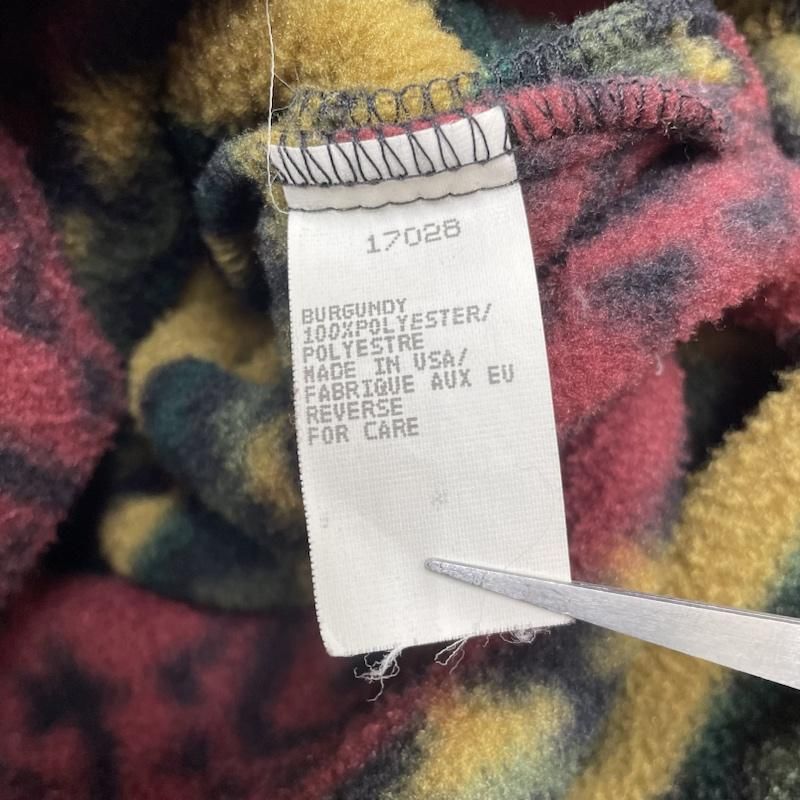 17028
BURGUNDY
100%POLYESTER/
POLYESTRE
MADE IN USA/
FABRIQUE AUX EU
REVERSE
FOR CARE